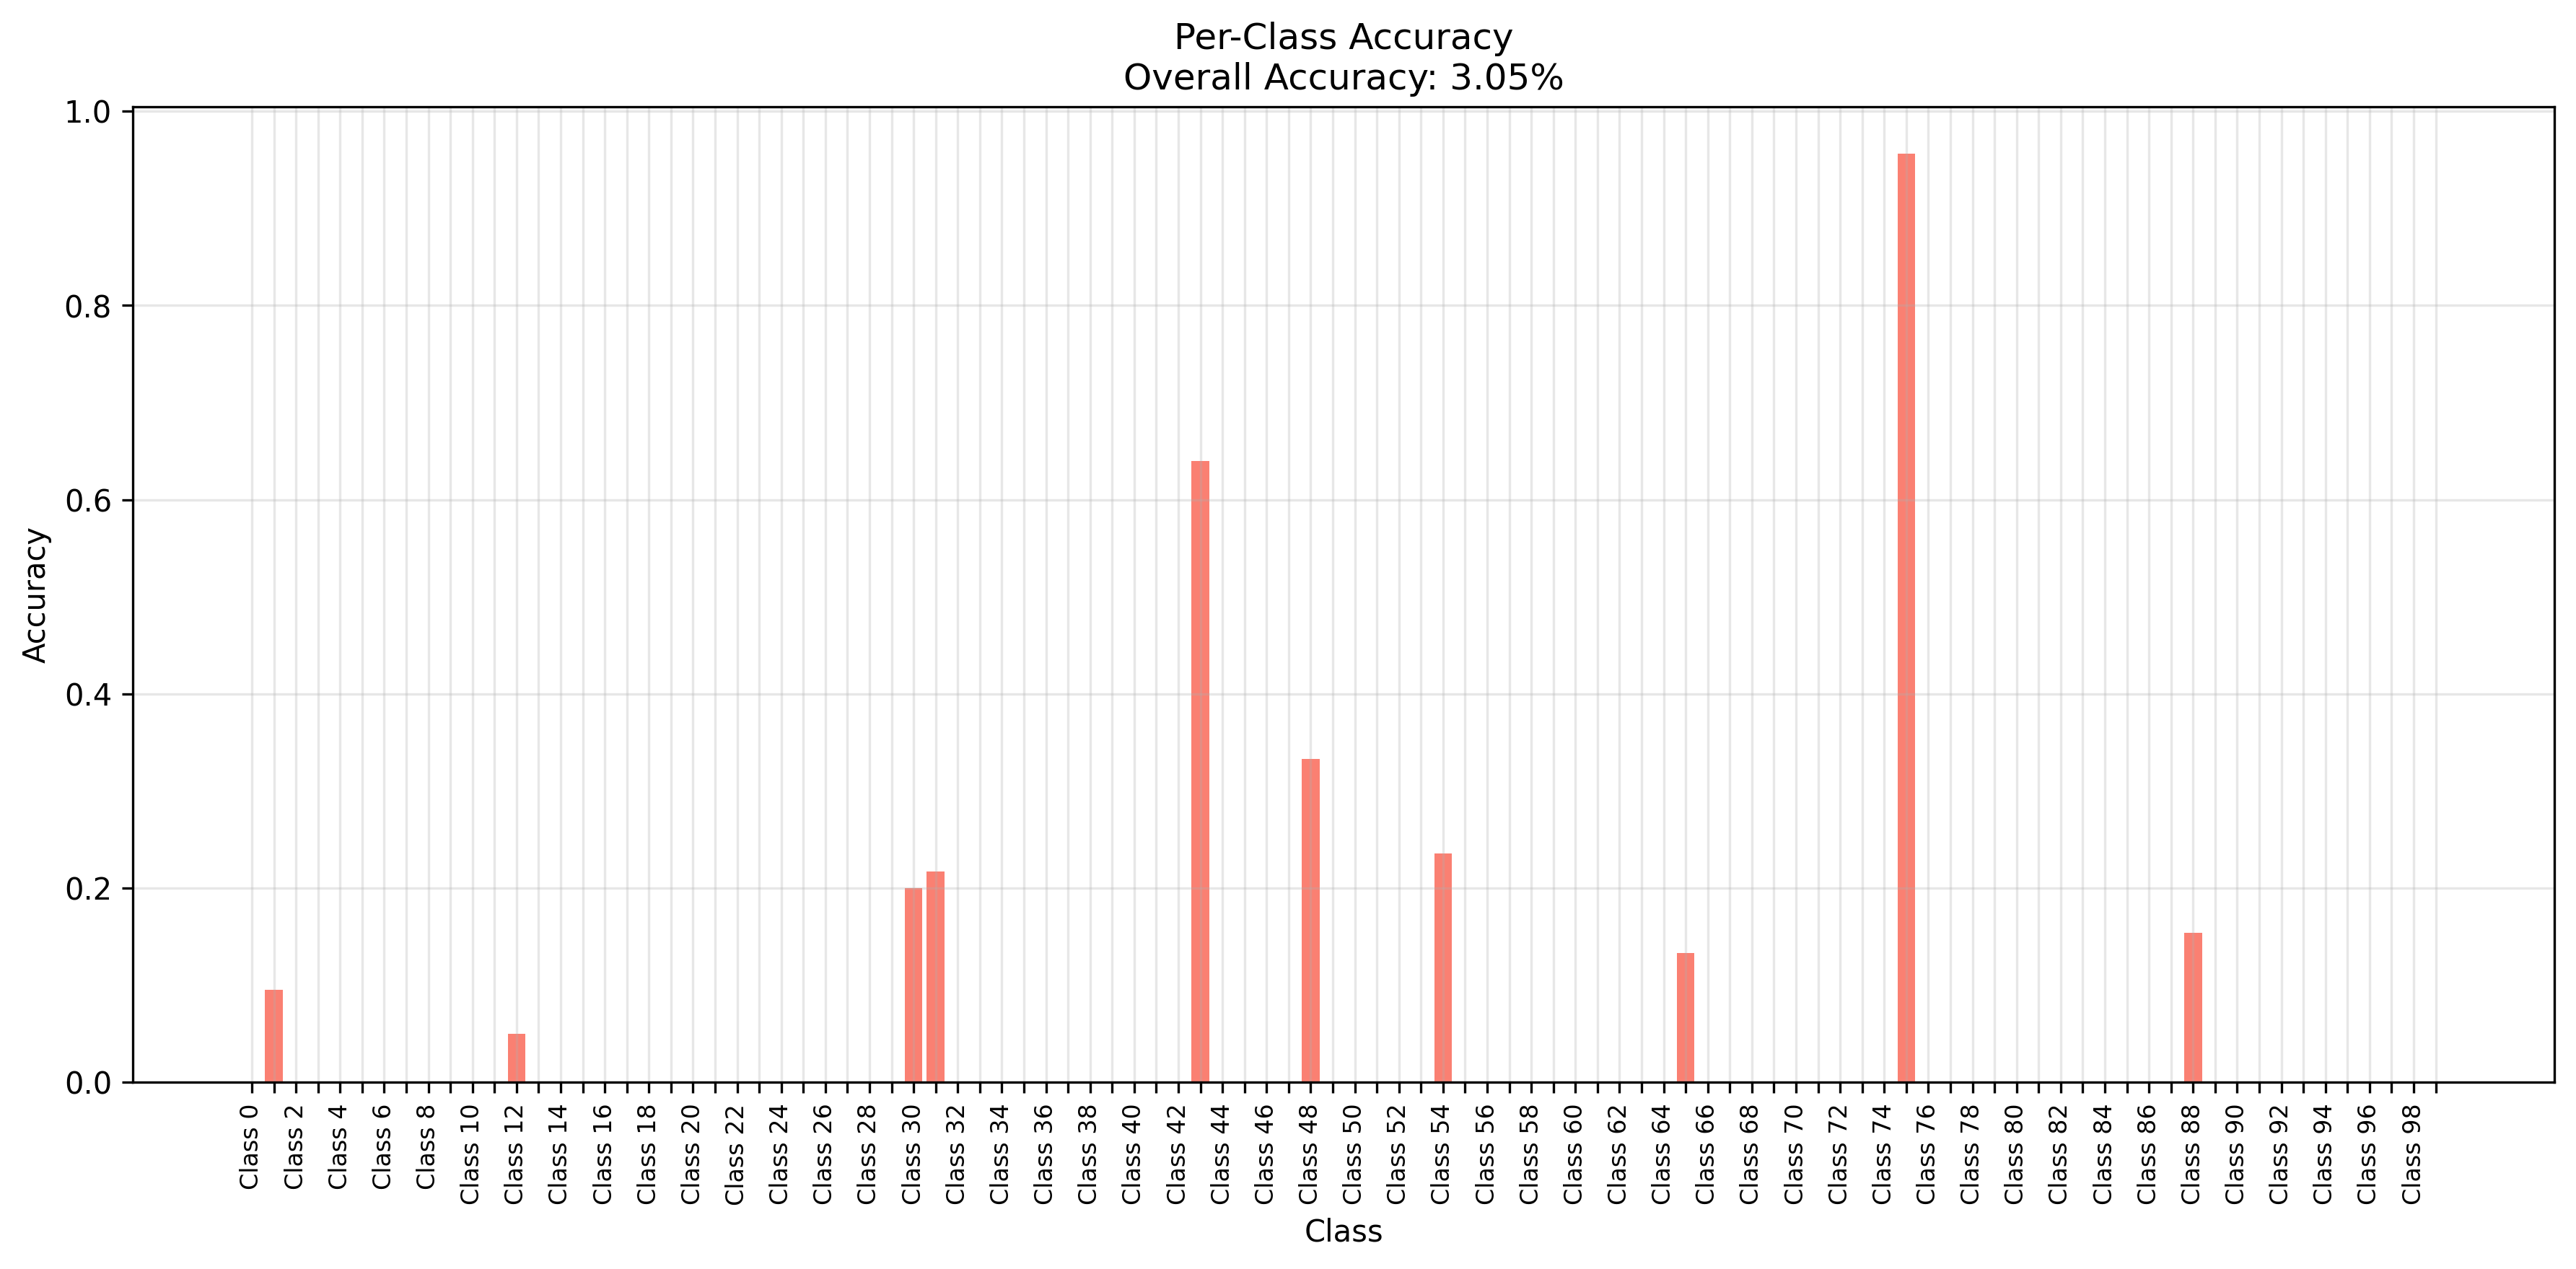 Per-Class Accuracy
Overall Accuracy: 3.05%
1.0
0.8
0.6
0.4
0.2
0.0
Accuracy
Class 0
Class 2
Class 4
Class 6
Class 8
Class 10
Class 12
Class 14
Class 16
Class 18
Class 20
Class 22
Class 24
Class 26
Class 28
Class 30
Class 32
Class 34
Class 36
Class 38
Class 40
Class 42
Class 44
Class 46
Class 48
Class 50
Class 52
Class 54
Class 56
Class 58
Class 60
Class 62
Class 64
Class 66
Class 68
Class 70
Class 72
Class 74
Class 76
Class 78
Class 80
Class 82
Class 84
Class 86
Class 88
Class 90
Class 92
Class 94
Class 96
Class 98
Class